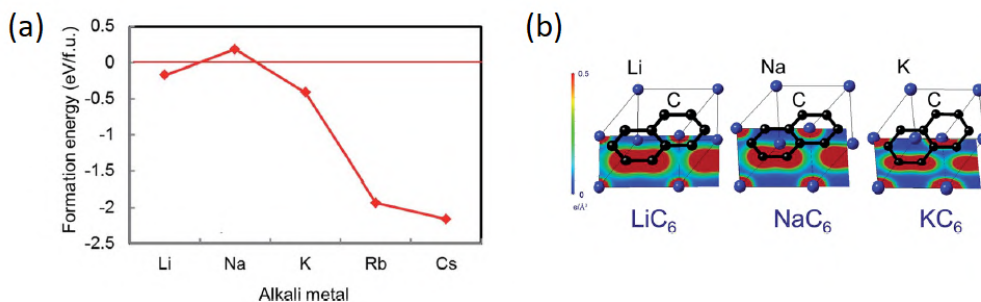 (a)
0.5
0
-0.5
-1
-1.5
-2
-2.5
Formation energy (eV/f.u.)
Li Na K Rb Cs
Alkali metal
(b)
0.5
0
Li Na K
C C C
LiC₆ NaC₆ KC₆